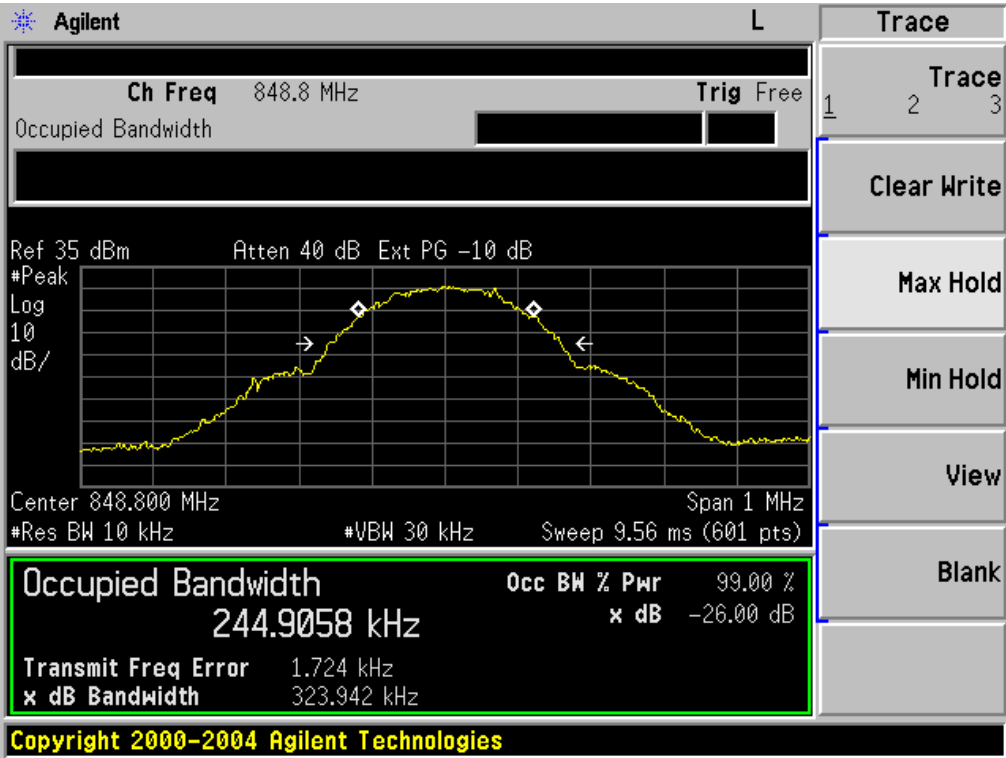 Agilent L Trace
Ch Freq 848.8 MHz Trig Free
Occupied Bandwidth
Trace
1 2 3
Clear Write
Max Hold
Min Hold
View
Blank
Ref 35 dBm Atten 40 dB Ext PG -10 dB
#Peak
Log
10
dB/
Center 848.800 MHz Span 1 MHz
#Res BW 10 kHz #VBW 30 kHz Sweep 9.56 ms (601 pts)
Occupied Bandwidth Occ BW % Pwr 99.00 %
244.9058 kHz x dB -26.00 dB
Transmit Freq Error 1.724 kHz
x dB Bandwidth 323.942 kHz
Copyright 2000-2004 Agilent Technologies